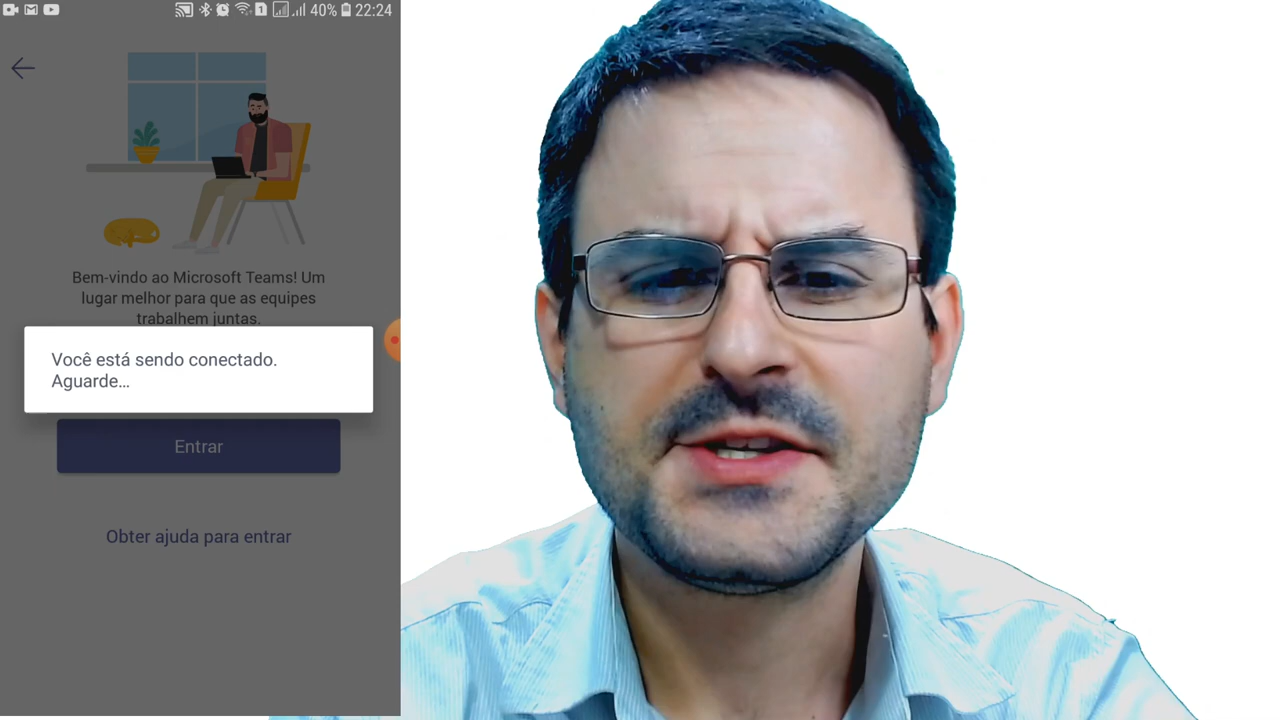 40% 22:24
Bem-vindo ao Microsoft Teams! Um
lugar melhor para que as equipes
trabalhem juntas.
Você está sendo conectado.
Aguarde...
Entrar
Obter ajuda para entrar